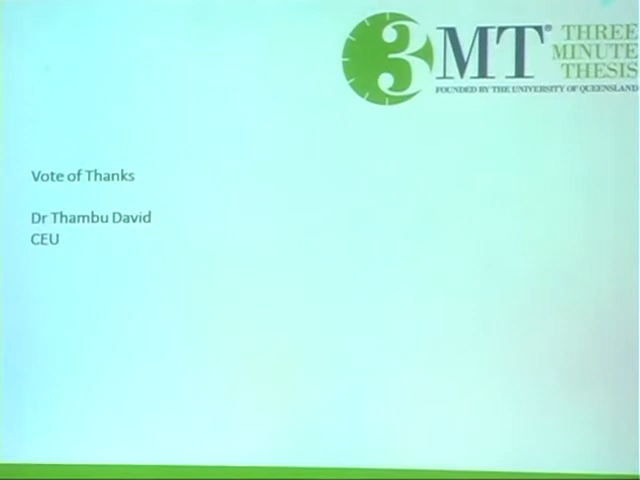 3MT® THREE
MINUTE
THESIS
FOUNDED BY THE UNIVERSITY OF QUEENSLAND
Vote of Thanks
Dr Thambu David
CEU